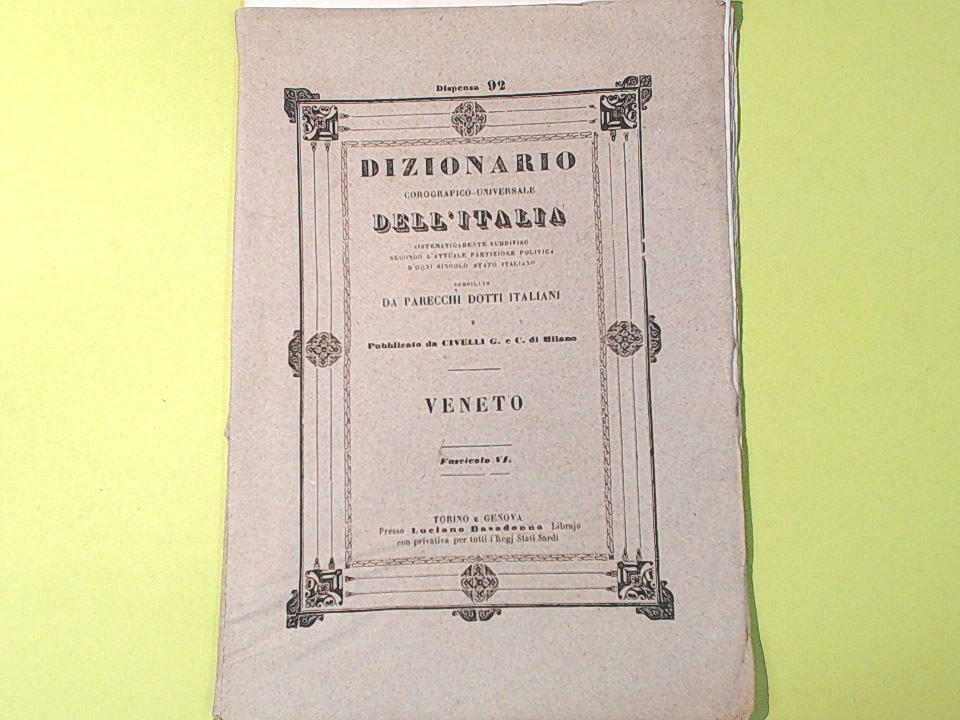 Dispensa 92
DIZIONARIO
COROGRAFICO-UNIVERSALE
DELL'ITALIA
SISTEMATICAMENTE SUDDIVISO
SECONDO L'ATTUALE PARTIZIONE POLITICA
D'OGNI SINGOLO STATO ITALIANO
COMPILATO
DA PARECCHI DOTTI ITALIANI
E
Pubblicato da CIVELLI G. e C. di Milano
VENETO
Fascicolo VI.
TORINO E GENOVA
Presso Luciano Basadonna Librajo
con privativa per tutti i Regj Stati Sardi